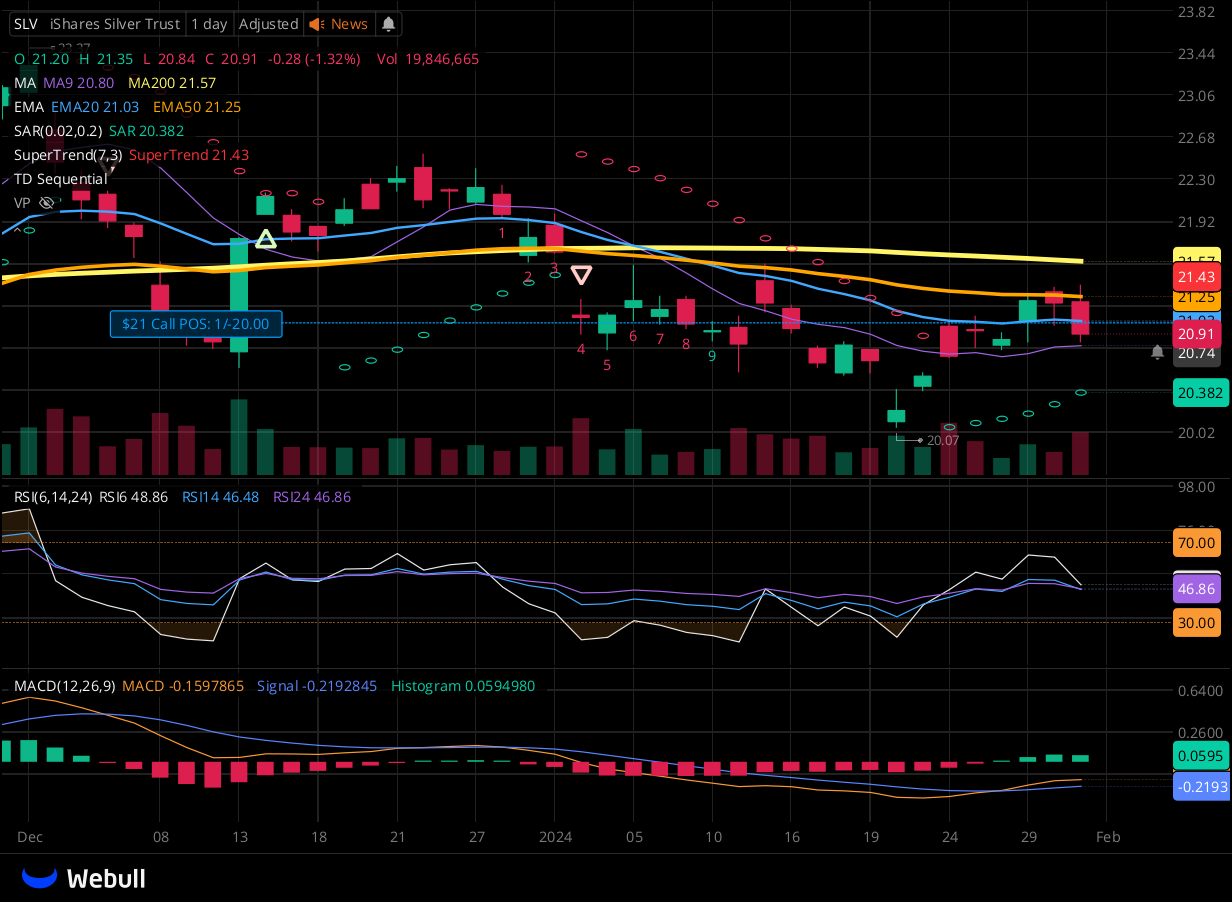 SLV iShares Silver Trust 1 day Adjusted News
O 21.20 H 21.35 L 20.84 C 20.91 -0.28 (-1.32%) Vol 19,846,665
MA MA9 20.80 MA200 21.57
EMA EMA20 21.03 EMA50 21.25
SAR(0.02,0.2) SAR 20.382
SuperTrend(7,3) SuperTrend 21.43
TD Sequential
VP
$21 Call POS: 1/-20.00
1
2
3
4
5
6
7
8
9
20.07
23.82
23.44
23.06
22.68
22.30
21.92
21.57
21.43
21.25
20.91
20.74
20.382
20.02
RSI(6,14,24) RSI6 48.86 RSI14 46.48 RSI24 46.86
98.00
70.00
46.86
30.00
MACD(12,26,9) MACD -0.1597865 Signal -0.2192845 Histogram 0.0594980
0.6400
0.2600
0.0595
-0.2193
Dec 08 13 18 21 27 2024 05 10 16 19 24 29 Feb
Webull